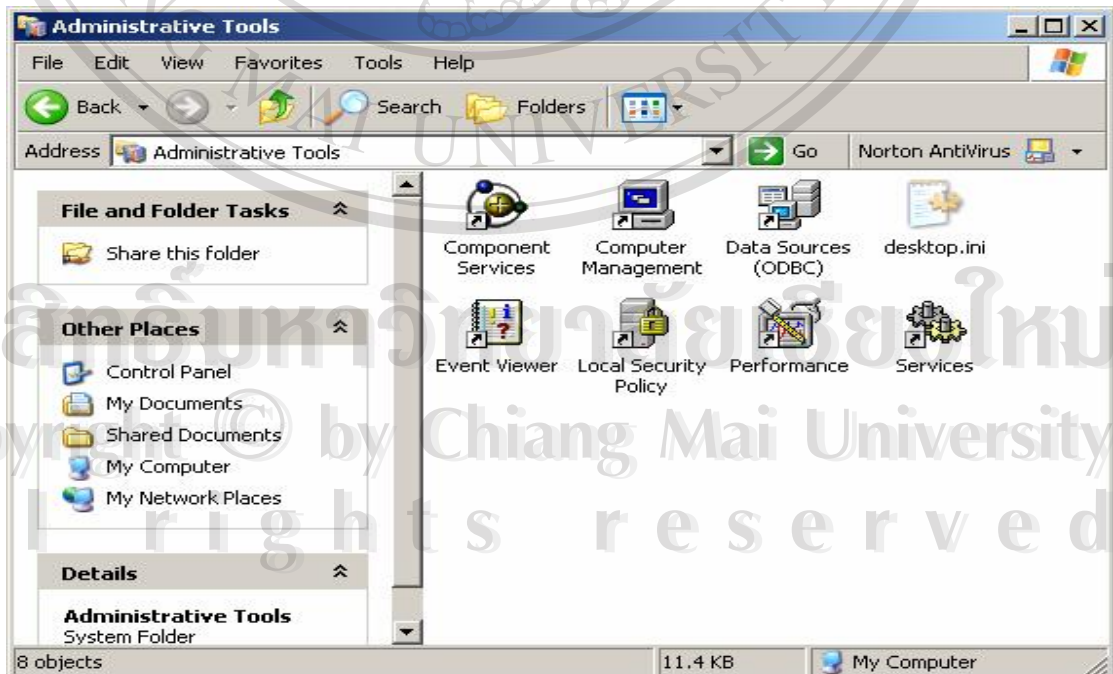 Administrative Tools
File Edit View Favorites Tools Help
Back Search Folders
Address Administrative Tools Go Norton AntiVirus
File and Folder Tasks
Share this folder
Other Places
Control Panel
My Documents
Shared Documents
My Computer
My Network Places
Details
Administrative Tools
System Folder
Component Services
Computer Management
Data Sources (ODBC)
desktop.ini
Event Viewer
Local Security Policy
Performance
Services
8 objects 11.4 KB My Computer
MAI UNIVERSIT
ลิขสิทธิ์มหาวิทยาลัยเชียงใหม่
pyright © by Chiang Mai University
l rights reserved